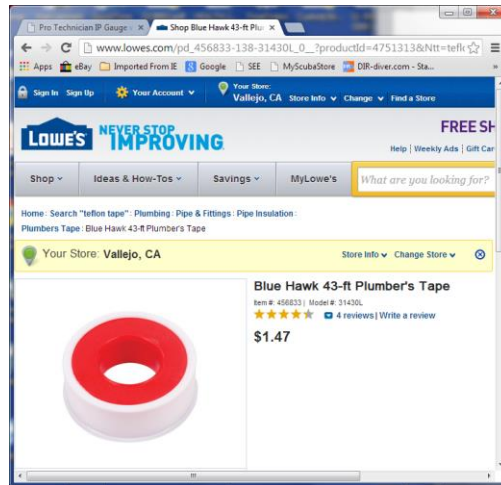 Pro Technician IP Gauge
Shop Blue Hawk 43-ft Plu
www.lowes.com/pd_456833-138-31430L_0__?productId=4751313&Ntt=tefl
Apps eBay Imported From IE Google SEE MyScubaStore DIR-diver.com - Sta... »
Sign In Sign Up Your Account Your Store:
Vallejo, CA Store Info Change Find a Store
LOWE'S NEVER STOP IMPROVING
FREE SH
Help | Weekly Ads | Gift Car
Shop Ideas & How-Tos Savings MyLowe's What are you looking for?
Home : Search "teflon tape" : Plumbing : Pipe & Fittings : Pipe Insulation :
Plumbers Tape : Blue Hawk 43-ft Plumber's Tape
Your Store: Vallejo, CA Store Info Change Store
Blue Hawk 43-ft Plumber's Tape
Item #: 456833 | Model #: 31430L
4 reviews | Write a review
$1.47